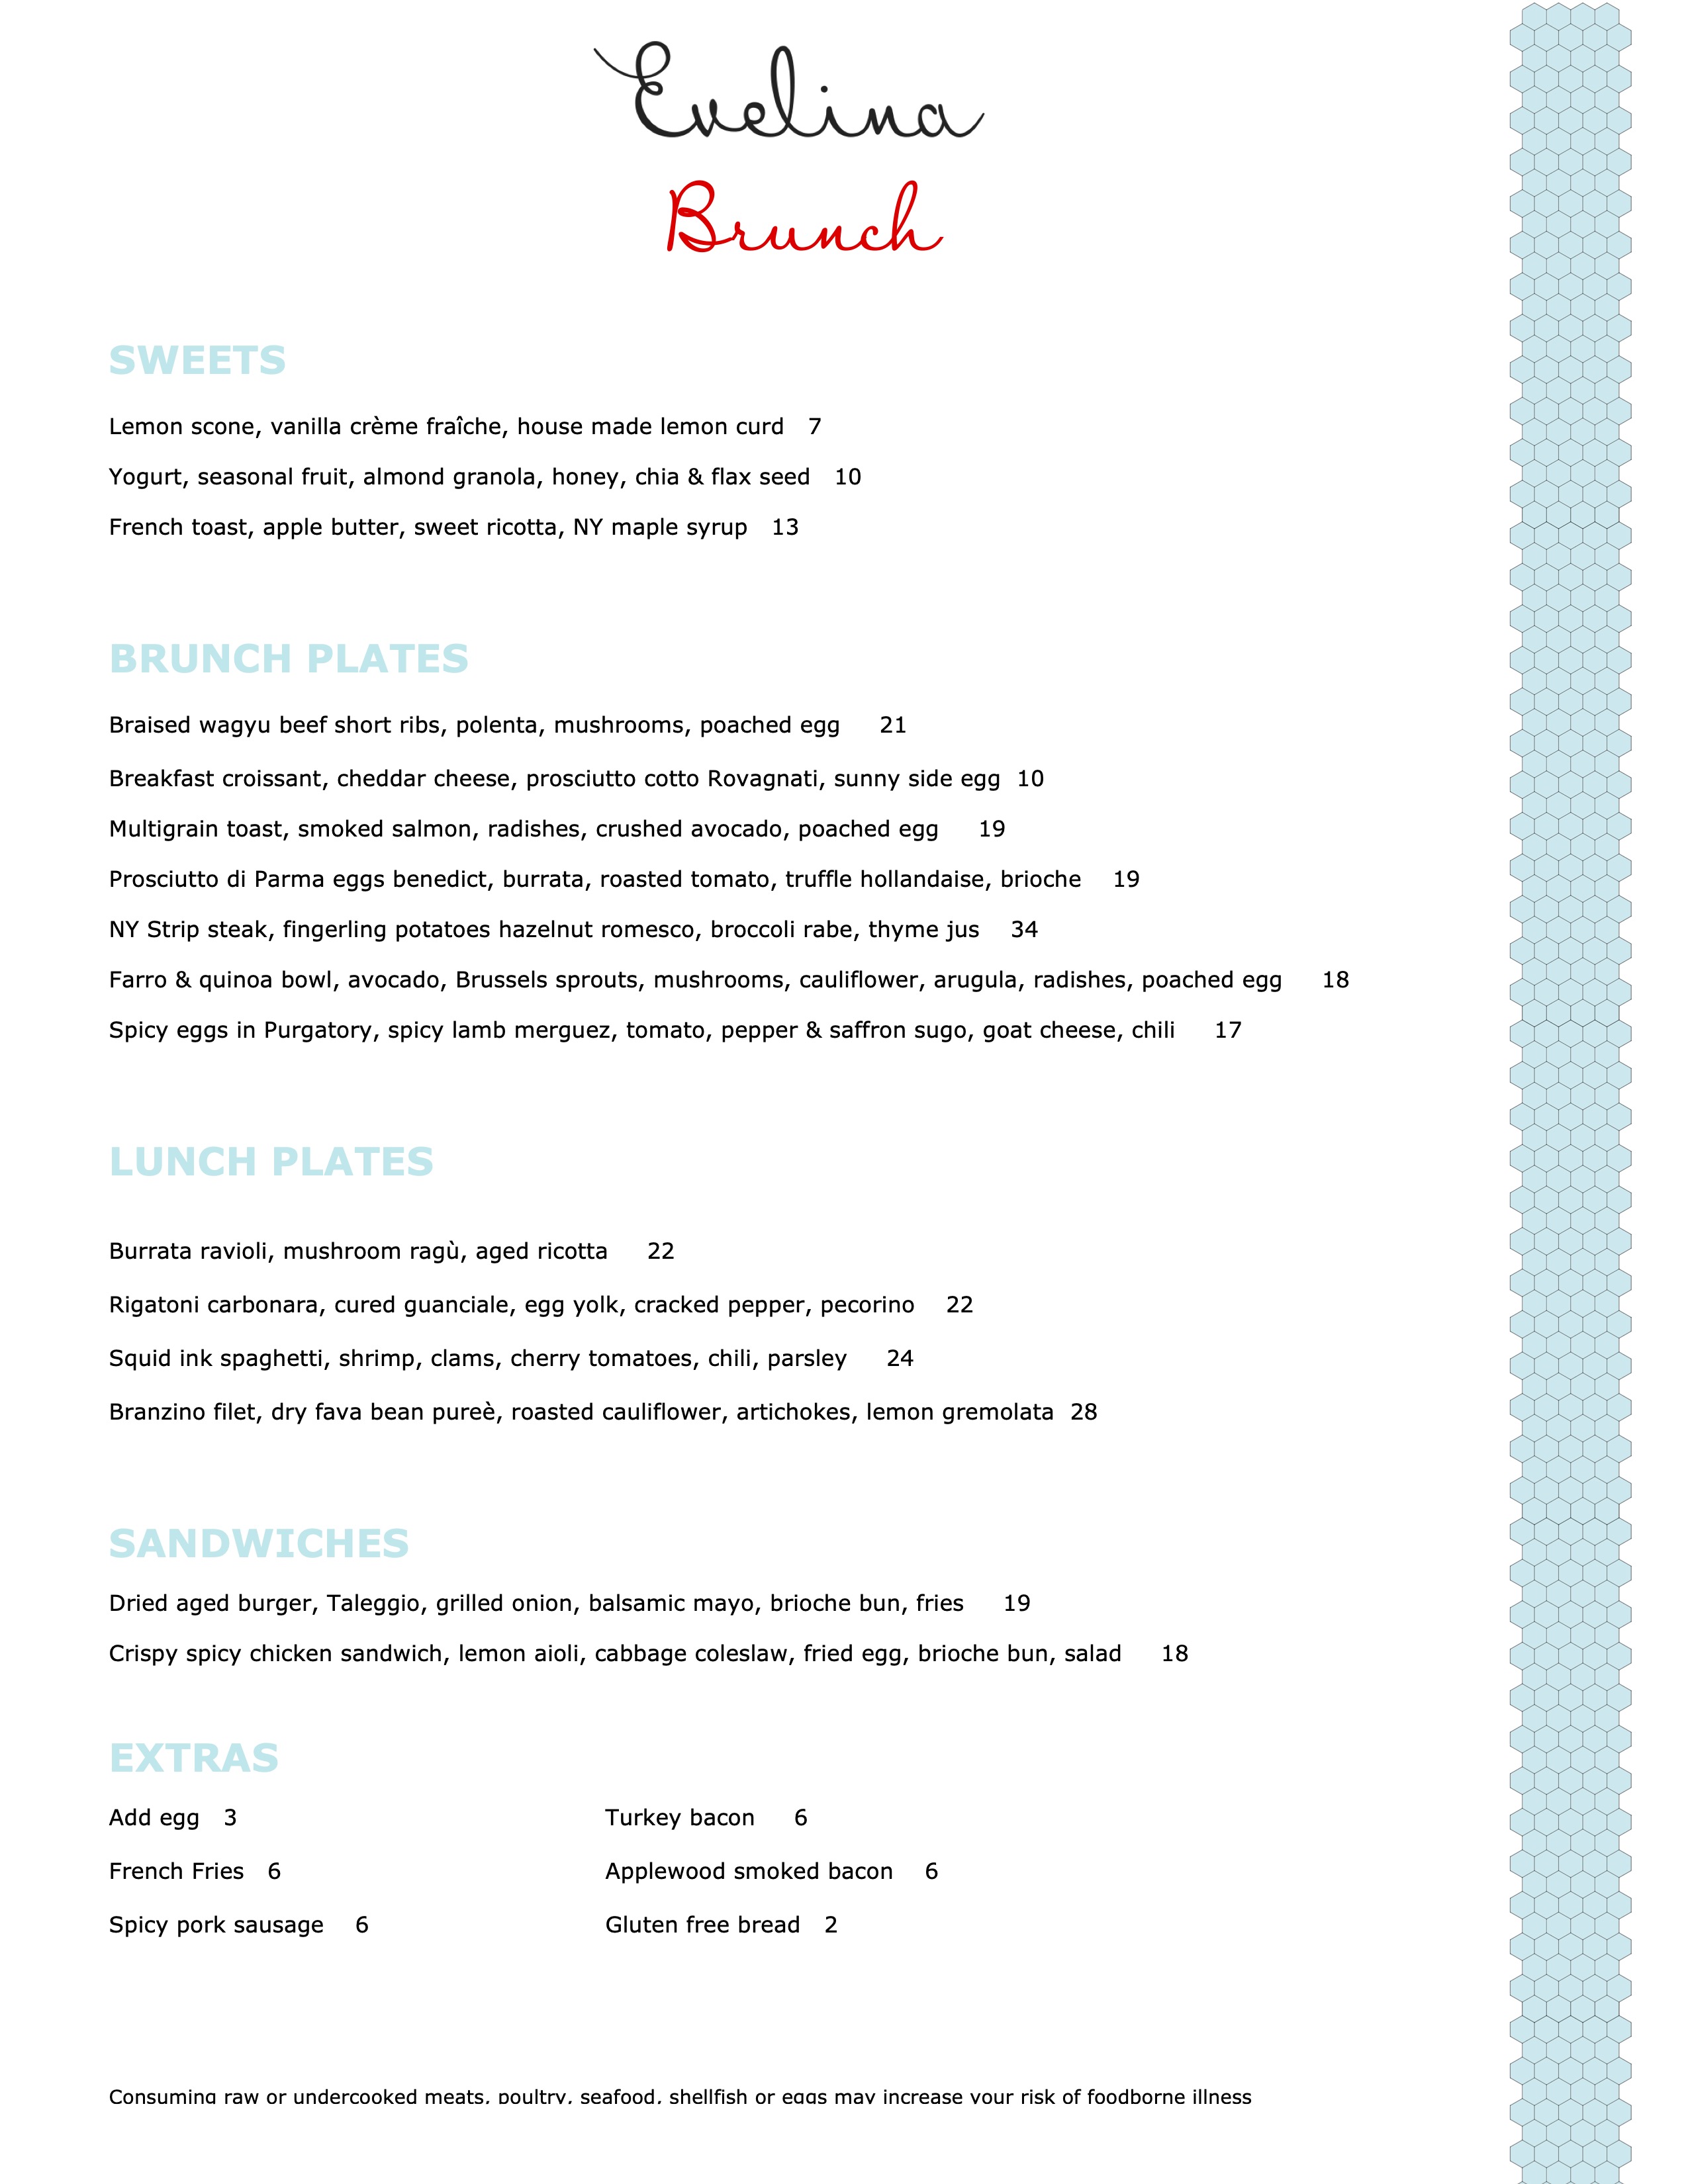 Evelina
Brunch
SWEETS
Lemon scone, vanilla crème fraîche, house made lemon curd 7
Yogurt, seasonal fruit, almond granola, honey, chia & flax seed 10
French toast, apple butter, sweet ricotta, NY maple syrup 13
BRUNCH PLATES
Braised wagyu beef short ribs, polenta, mushrooms, poached egg 21
Breakfast croissant, cheddar cheese, prosciutto cotto Rovagnati, sunny side egg 10
Multigrain toast, smoked salmon, radishes, crushed avocado, poached egg 19
Prosciutto di Parma eggs benedict, burrata, roasted tomato, truffle hollandaise, brioche 19
NY Strip steak, fingerling potatoes hazelnut romesco, broccoli rabe, thyme jus 34
Farro & quinoa bowl, avocado, Brussels sprouts, mushrooms, cauliflower, arugula, radishes, poached egg 18
Spicy eggs in Purgatory, spicy lamb merguez, tomato, pepper & saffron sugo, goat cheese, chili 17
LUNCH PLATES
Burrata ravioli, mushroom ragù, aged ricotta 22
Rigatoni carbonara, cured guanciale, egg yolk, cracked pepper, pecorino 22
Squid ink spaghetti, shrimp, clams, cherry tomatoes, chili, parsley 24
Branzino filet, dry fava bean pureè, roasted cauliflower, artichokes, lemon gremolata 28
SANDWICHES
Dried aged burger, Taleggio, grilled onion, balsamic mayo, brioche bun, fries 19
Crispy spicy chicken sandwich, lemon aioli, cabbage coleslaw, fried egg, brioche bun, salad 18
EXTRAS
Add egg 3
French Fries 6
Spicy pork sausage 6
Turkey bacon 6
Applewood smoked bacon 6
Gluten free bread 2
Consuming raw or undercooked meats, poultry, seafood, shellfish or eggs may increase your risk of foodborne illness